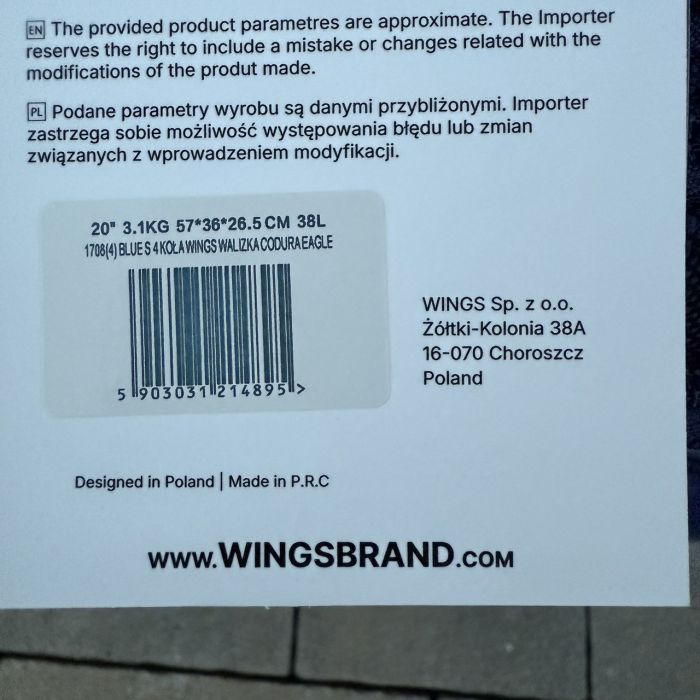 EN The provided product parametres are approximate. The Importer
reserves the right to include a mistake or changes related with the
modifications of the produt made.
PL Podane parametry wyrobu są danymi przybliżonymi. Importer
zastrzega sobie możliwość występowania błędu lub zmian
związanych z wprowadzeniem modyfikacji.
20" 3.1KG 57*36*26.5 CM 38L
1708(4) BLUE S 4 KOŁA WINGS WALIZKA CODURA EAGLE
5 903031 214895 >
WINGS Sp. z o.o.
Żółtki-Kolonia 38A
16-070 Choroszcz
Poland
Designed in Poland | Made in P.R.C
www.WINGSBRAND.COM